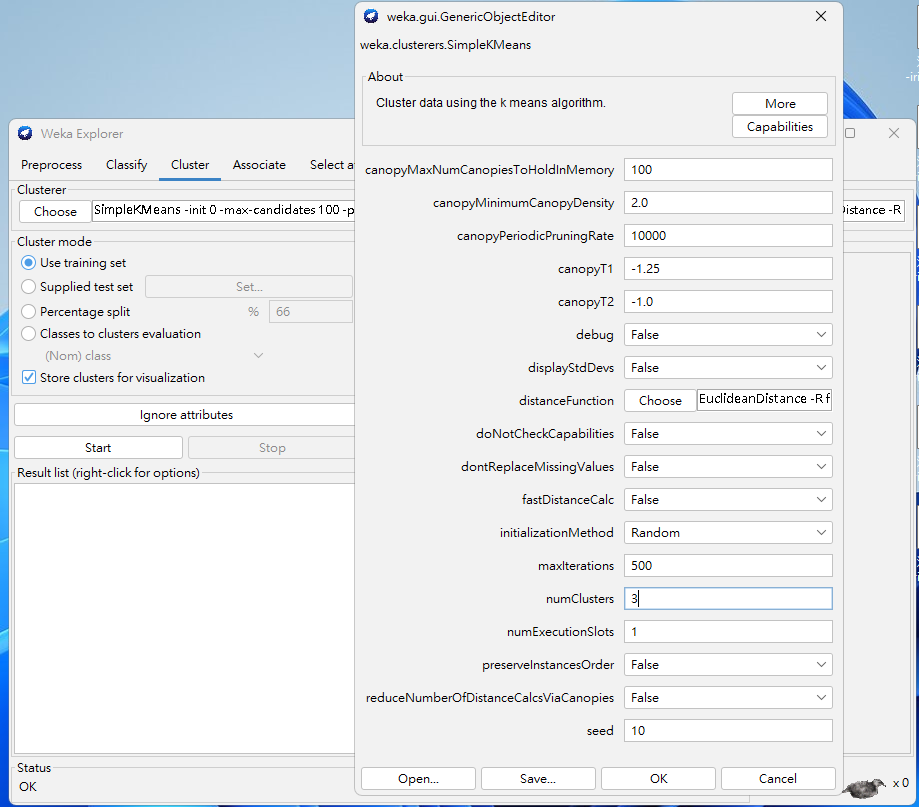 weka.gui.GenericObjectEditor
weka.clusterers.SimpleKMeans
About
Cluster data using the k means algorithm.
More
Capabilities
canopyMaxNumCanopiesToHoldInMemory 100
canopyMinimumCanopyDensity 2.0
canopyPeriodicPruningRate 10000
canopyT1 -1.25
canopyT2 -1.0
debug False
displayStdDevs False
distanceFunction Choose EuclideanDistance -R f
doNotCheckCapabilities False
dontReplaceMissingValues False
fastDistanceCalc False
initializationMethod Random
maxIterations 500
numClusters 3
numExecutionSlots 1
preserveInstancesOrder False
reduceNumberOfDistanceCalcsViaCanopies False
seed 10
Open... Save... OK Cancel
Weka Explorer
Preprocess Classify Cluster Associate Select a
Clusterer
Choose SimpleKMeans -init 0 -max-candidates 100 -p
Distance -R
Cluster mode
Use training set
Supplied test set Set...
Percentage split % 66
Classes to clusters evaluation
(Nom) class
Store clusters for visualization
Ignore attributes
Start Stop
Result list (right-click for options)
Status
OK
x 0